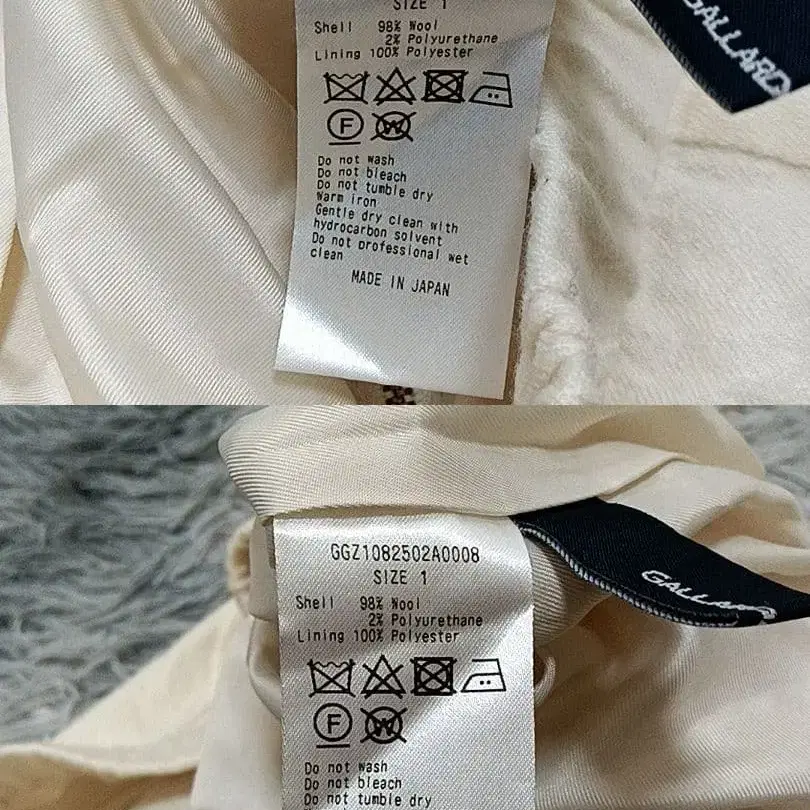 SIZE 1
Shell 98% Wool
2% Polyurethane
Lining 100% Polyester
F W
Do not wash
Do not bleach
Do not tumble dry
Warm iron
Gentle dry clean with
hydrocarbon solvent
Do not professional wet
clean
MADE IN JAPAN
GGZ1082502A0008
SIZE 1
Shell 98% Wool
2% Polyurethane
Lining 100% Polyester
F W
Do not wash
Do not bleach
Do not tumble dry